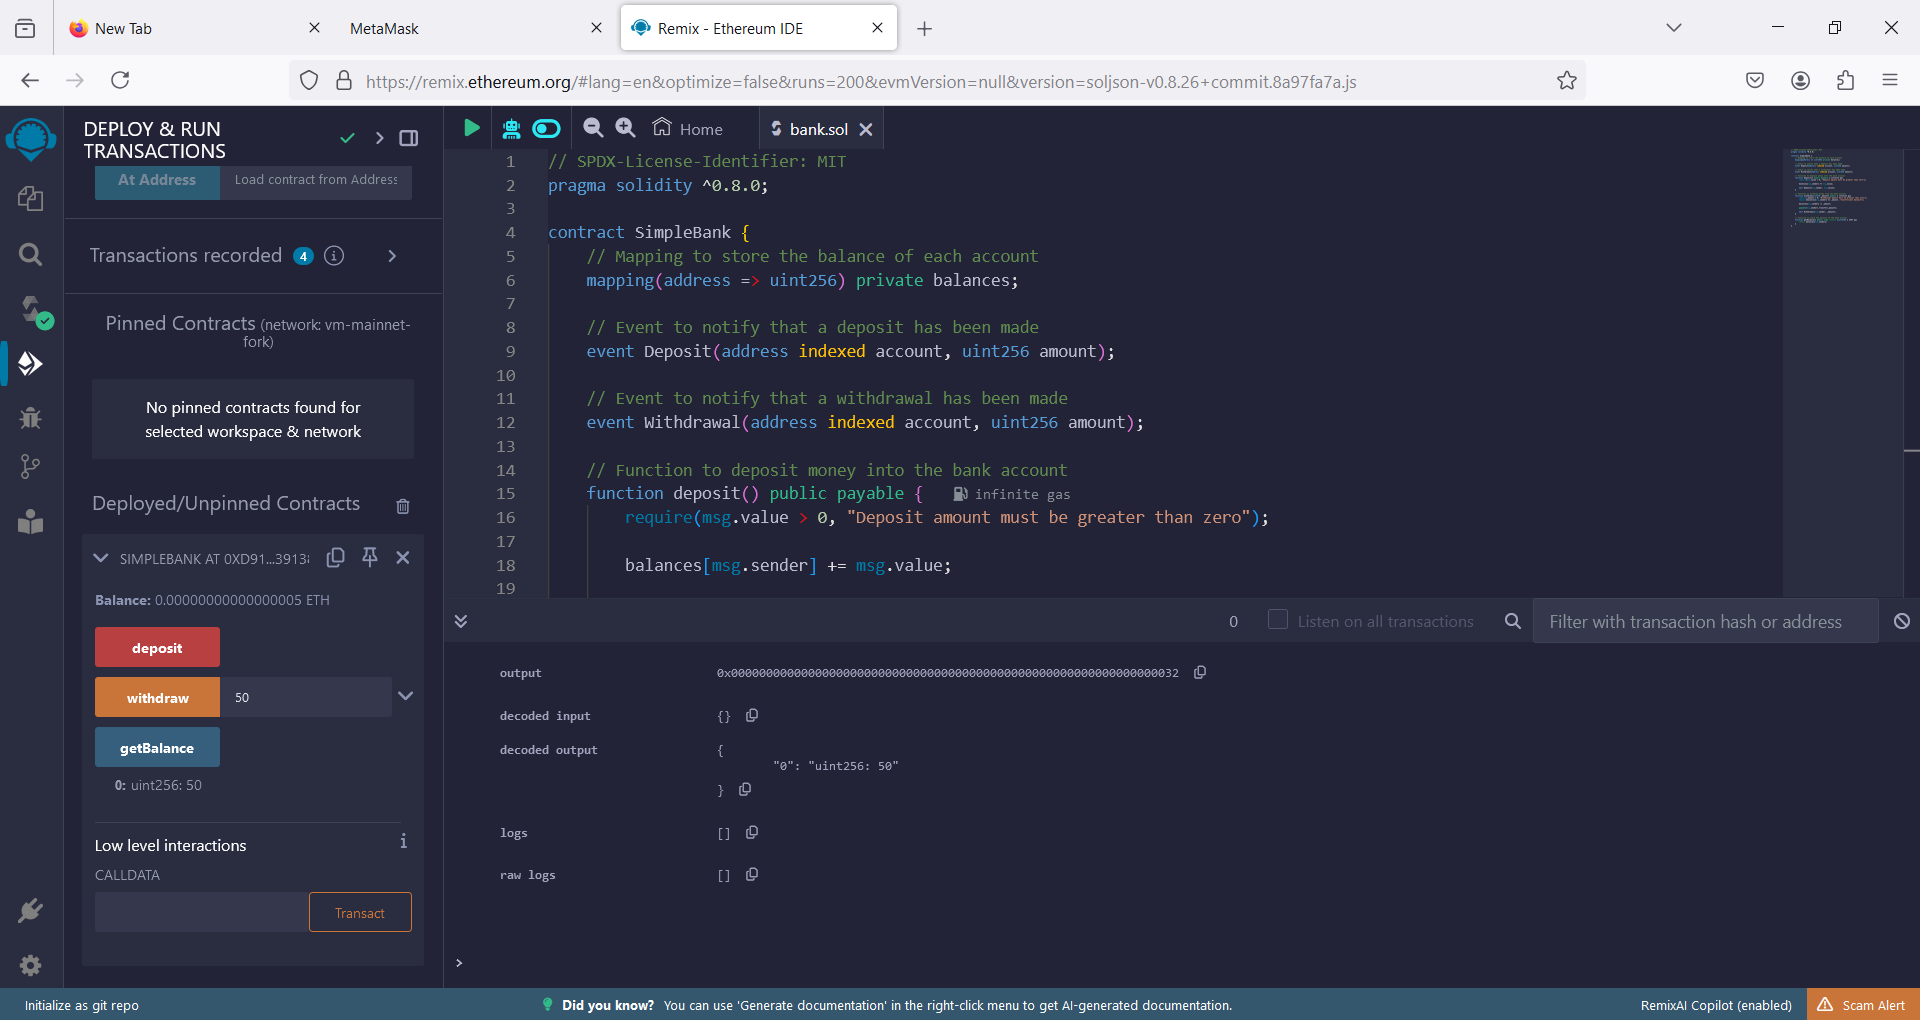 New Tab
MetaMask
Remix - Ethereum IDE
https://remix.ethereum.org/#lang=en&optimize=false&runs=200&evmVersion=null&version=soljson-v0.8.26+commit.8a97fa7a.js
DEPLOY & RUN
TRANSACTIONS
At Address
Load contract from Address
Transactions recorded 4 i
Pinned Contracts (network: vm-mainnet-
fork)
No pinned contracts found for
selected workspace & network
Deployed/Unpinned Contracts
SIMPLEBANK AT 0XD91...3913
Balance: 0.00000000000000005 ETH
deposit
withdraw 50
getBalance
0: uint256: 50
Low level interactions i
CALLDATA
Transact
Home
bank.sol
1 // SPDX-License-Identifier: MIT
2 pragma solidity ^0.8.0;
3
4 contract SimpleBank {
5 // Mapping to store the balance of each account
6 mapping(address => uint256) private balances;
7
8 // Event to notify that a deposit has been made
9 event Deposit(address indexed account, uint256 amount);
10
11 // Event to notify that a withdrawal has been made
12 event Withdrawal(address indexed account, uint256 amount);
13
14 // Function to deposit money into the bank account
15 function deposit() public payable { infinite gas
16 require(msg.value > 0, "Deposit amount must be greater than zero");
17
18 balances[msg.sender] += msg.value;
19
0 Listen on all transactions Filter with transaction hash or address
output 0x0000000000000000000000000000000000000000000000000000000000000032
decoded input {}
decoded output {
"0": "uint256: 50"
}
logs []
raw logs []
>
Initialize as git repo
Did you know? You can use 'Generate documentation' in the right-click menu to get AI-generated documentation.
RemixAI Copilot (enabled)
Scam Alert